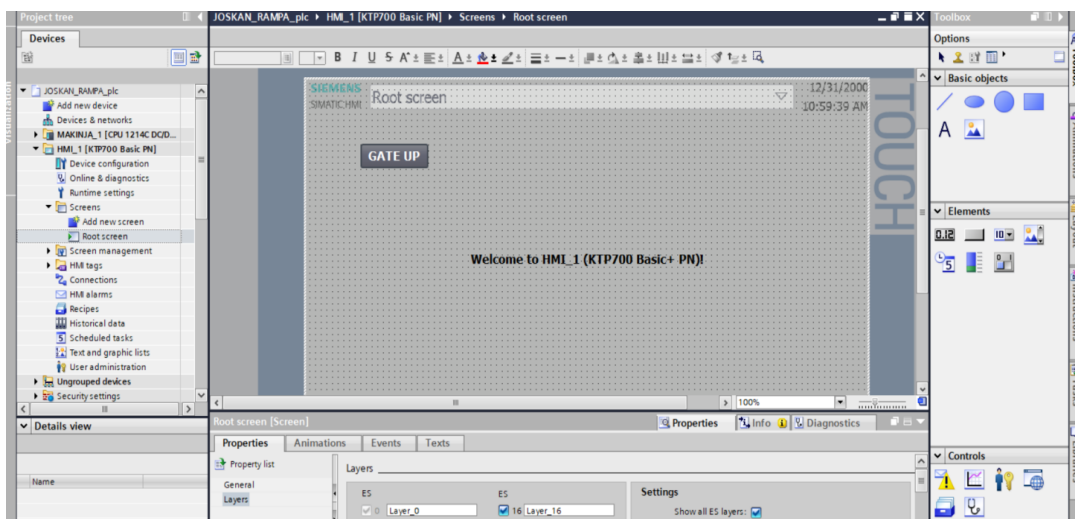 Project tree
Devices
JOSKAN_RAMPA_plc
Add new device
Devices & networks
MAKINJA_1 [CPU 1214C DC/D...
HMI_1 [KTP700 Basic PN]
Device configuration
Online & diagnostics
Runtime settings
Screens
Add new screen
Root screen
Screen management
HMI tags
Connections
HMI alarms
Recipes
Historical data
Scheduled tasks
Text and graphic lists
User administration
Ungrouped devices
Security settings
Details view
Name
JOSKAN_RAMPA_plc HMI_1 [KTP700 Basic PN] Screens Root screen
B I U S A
SIEMENS
SIMATIC HMI
Root screen
12/31/2000
10:59:39 AM
TOUCH
GATE UP
Welcome to HMI_1 (KTP700 Basic+ PN)!
100%
Root screen [Screen]
Properties Info Diagnostics
Properties Animations Events Texts
Property list
General
Layers
Layers
ES ES
0 Layer_0 16 Layer_16
Settings
Show all ES layers:
Toolbox
Options
Basic objects
A
Elements
0.12 10
5
Controls